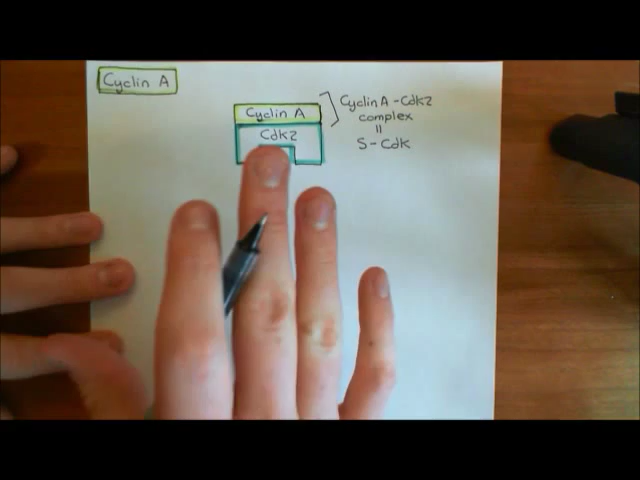 Cyclin A
Cyclin A
Cdk2
Cyclin A - Cdk2
complex
=
S - Cdk